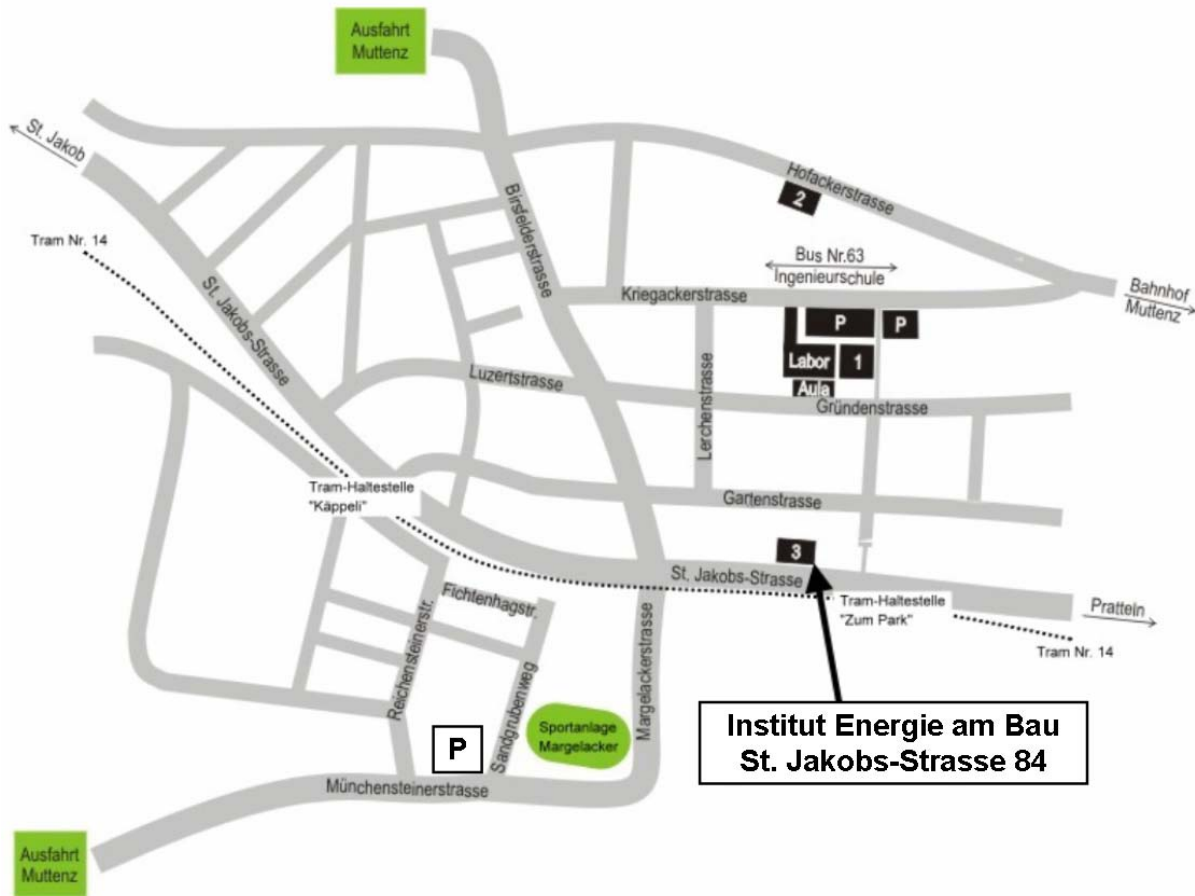 Ausfahrt
Muttenz
St. Jakob
Hofackerstrasse
2
Tram Nr. 14
Birsfelderstrasse
Bus Nr.63
Ingenieurschule
St. Jakobs-Strasse
Kriegackerstrasse
Bahnhof
Muttenz
P
P
Labor
1
Aula
Luzertstrasse
Lerchenstrasse
Gründenstrasse
Tram-Haltestelle
"Käppeli"
Gartenstrasse
3
St. Jakobs-Strasse
Fichtenhagstr.
Tram-Haltestelle
"Zum Park"
Pratteln
Tram Nr. 14
Reichensteinerstr.
Sandgrubenweg
Margelackerstrasse
Sportanlage
Margelacker
P
Institut Energie am Bau
St. Jakobs-Strasse 84
Münchensteinerstrasse
Ausfahrt
Muttenz